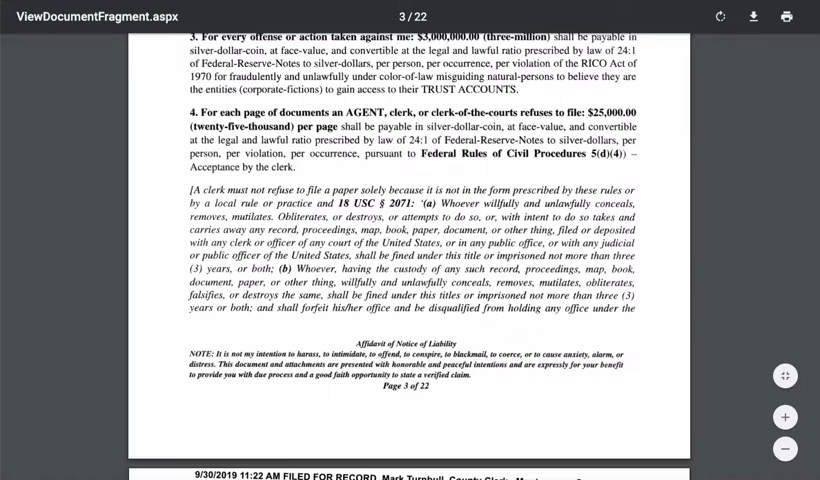 ViewDocumentFragment.aspx
3 / 22
3. For every offense or action taken against me: $3,000,000.00 (three-million) shall be payable in
silver-dollar-coin, at face-value, and convertible at the legal and lawful ratio prescribed by law of 24:1
of Federal-Reserve-Notes to silver-dollars, per person, per occurrence, per violation of the RICO Act of
1970 for fraudulently and unlawfully under color-of-law misguiding natural-persons to believe they are
the entities (corporate-fictions) to gain access to their TRUST ACCOUNTS.
4. For each page of documents an AGENT, clerk, or clerk-of-the-courts refuses to file: $25,000.00
(twenty-five-thousand) per page shall be payable in silver-dollar-coin, at face-value, and convertible
at the legal and lawful ratio prescribed by law of 24:1 of Federal-Reserve-Notes to silver-dollars, per
person, per violation, per occurrence, pursuant to Federal Rules of Civil Procedures 5(d)(4)) –
Acceptance by the clerk.
[A clerk must not refuse to file a paper solely because it is not in the form prescribed by these rules or
by a local rule or practice and 18 USC § 2071: '(a) Whoever willfully and unlawfully conceals,
removes, mutilates. Obliterates, or destroys, or attempts to do so, or, with intent to do so takes and
carries away any record, proceedings, map, book, paper, document, or other thing, filed or deposited
with any clerk or officer of any court of the United States, or in any public office, or with any judicial
or public officer of the United States, shall be fined under this title or imprisoned not more than three
(3) years, or both; (b) Whoever, having the custody of any such record, proceedings, map, book,
document, paper, or other thing, willfully and unlawfully conceals, removes, mutilates, obliterates,
falsifies, or destroys the same, shall be fined under this titles or imprisoned not more than three (3)
years or both; and shall forfeit his/her office and be disqualified from holding any office under the
Affidavit of Notice of Liability
NOTE: It is not my intention to harass, to intimidate, to offend, to conspire, to blackmail, to coerce, or to cause anxiety, alarm, or
distress. This document and attachments are presented with honorable and peaceful intentions and are expressly for your benefit
to provide you with due process and a good faith opportunity to state a verified claim.
Page 3 of 22
9/30/2019 11:22 AM FILED FOR RECORD Mark Turnbull, County Clerk,